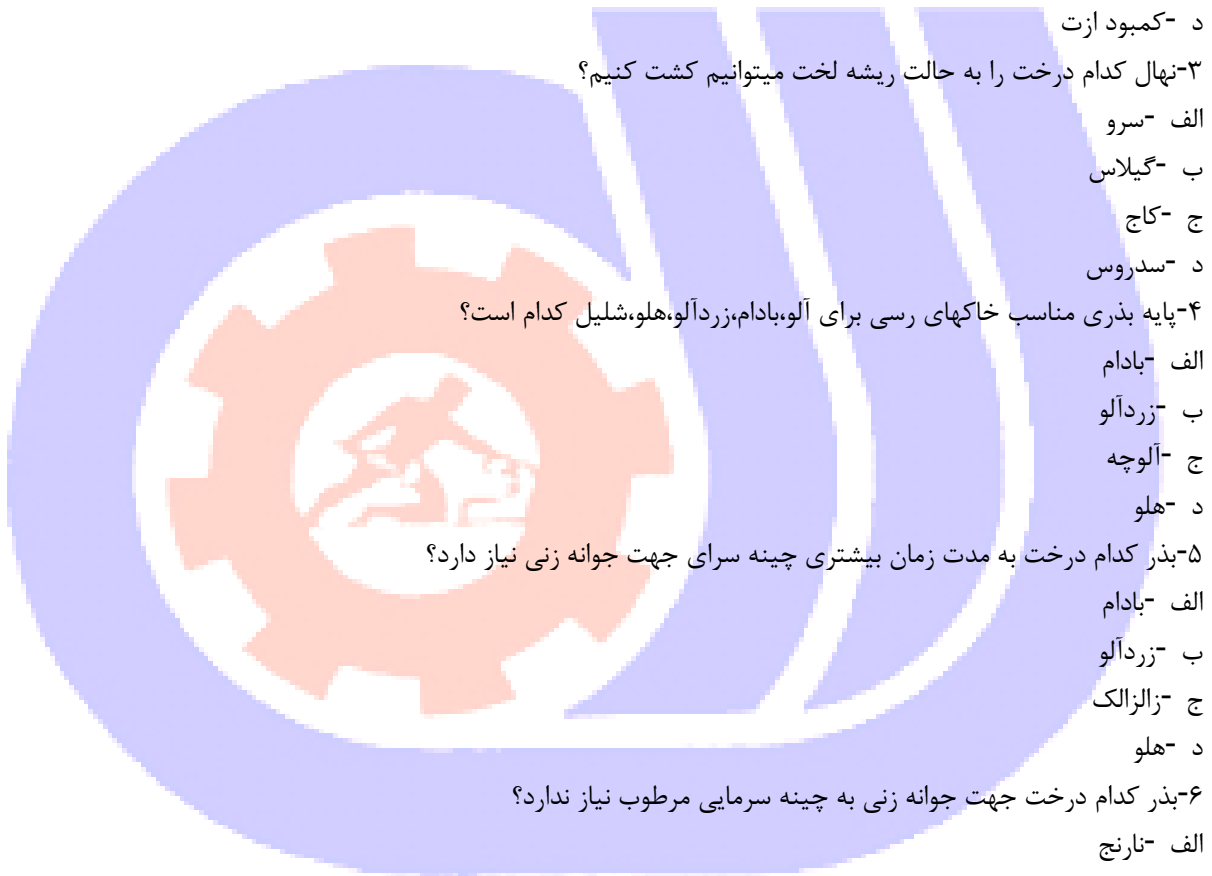 د -کمبود ازت
۳-نهال کدام درخت را به حالت ریشه لخت میتوانیم کشت کنیم؟
الف -سرو
ب -گیلاس
ج -کاج
د -سدروس
۴-پایه بذری مناسب خاکهای رسی برای آلو،بادام،زردآلو،هلو،شلیل کدام است؟
الف -بادام
ب -زردآلو
ج -آلوچه
د -هلو
۵-بذر کدام درخت به مدت زمان بیشتری چینه سرای جهت جوانه زنی نیاز دارد؟
الف -بادام
ب -زردآلو
ج -زالزالک
د -هلو
۶-بذر کدام درخت جهت جوانه زنی به چینه سرمایی مرطوب نیاز ندارد؟
الف -نارنج